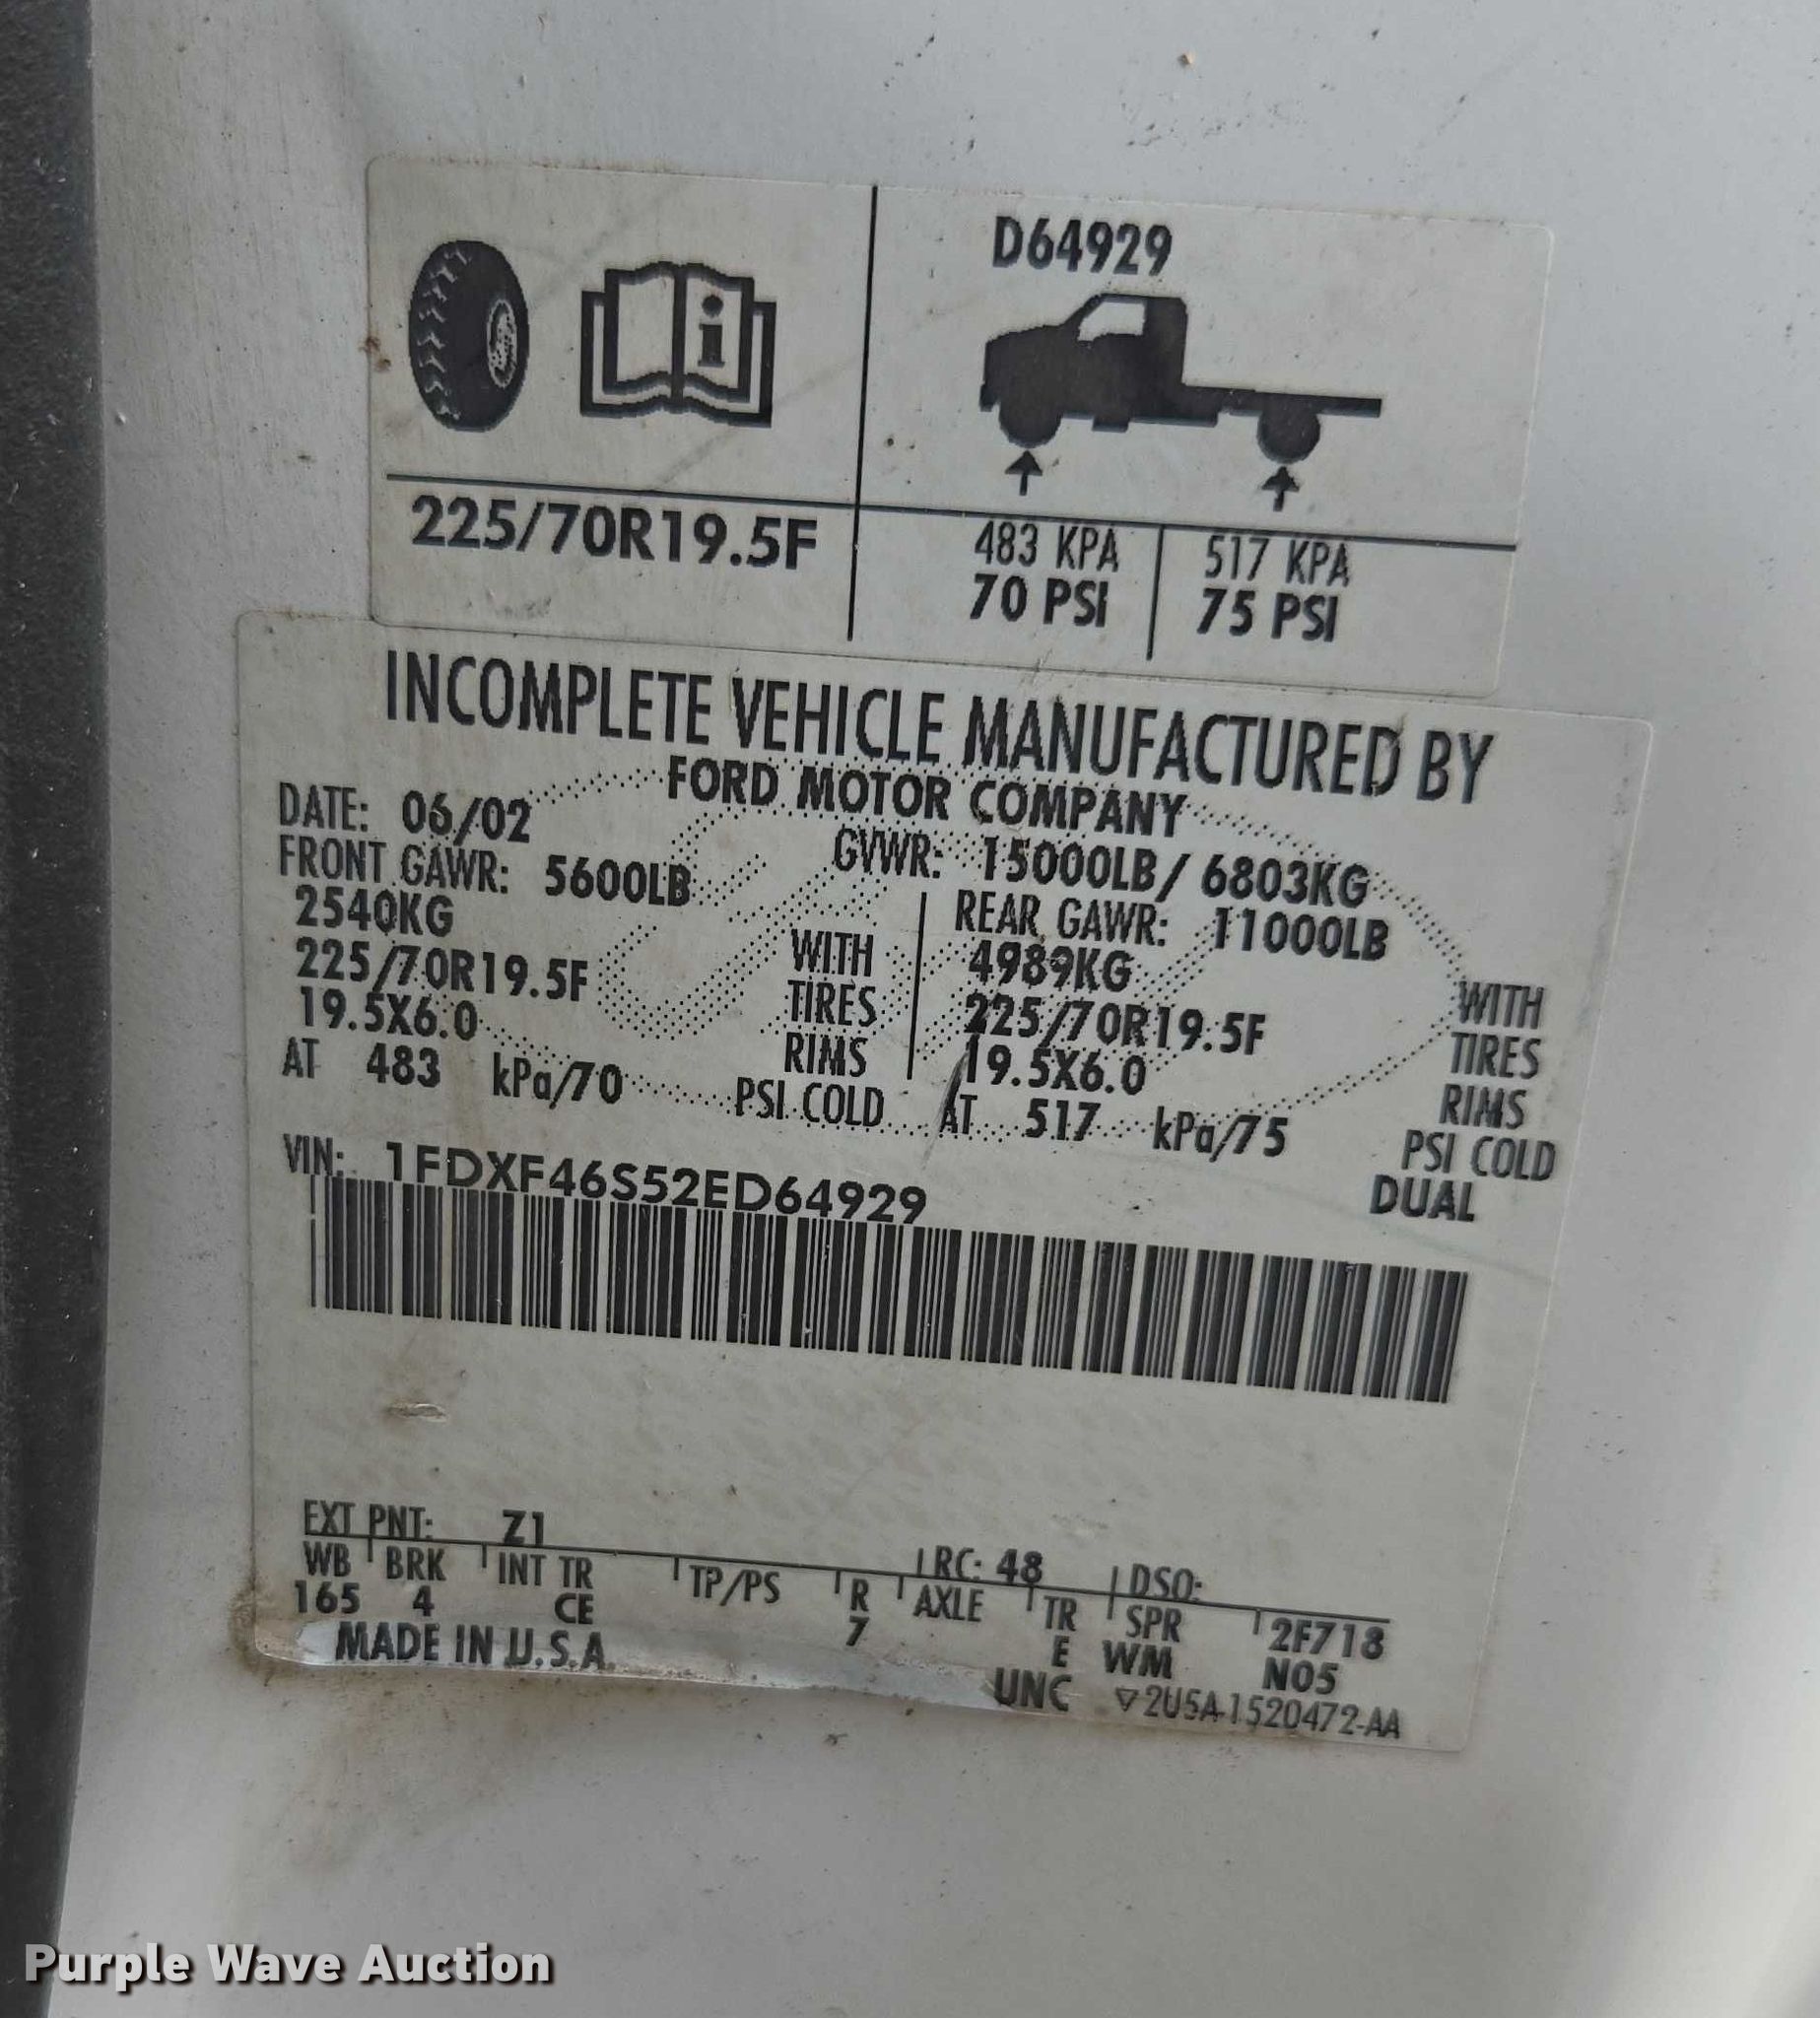 D64929
225/70R19.5F
483 KPA 517 KPA
70 PSI 75 PSI
INCOMPLETE VEHICLE MANUFACTURED BY
FORD MOTOR COMPANY
DATE: 06/02 GVWR: 15000LB/ 6803KG
FRONT GAWR: 5600LB REAR GAWR: 11000LB
2540KG WITH 4989KG WITH
225/70R19.5F TIRES 225/70R19.5F TIRES
19.5X6.0 RIMS 19.5X6.0 RIMS
AT 483 kPa/70 PSI COLD AT 517 kPa/75 PSI COLD
DUAL
VIN: 1FDXF46S52ED64929
EXT PNT: Z1 RC: 48 DSO:
WB BRK INT TR TP/PS R AXLE TR SPR 2F718
165 4 CE 7 E WM N05
MADE IN U.S.A. UNC ▽2U5A-1520472-AA
Purple Wave Auction